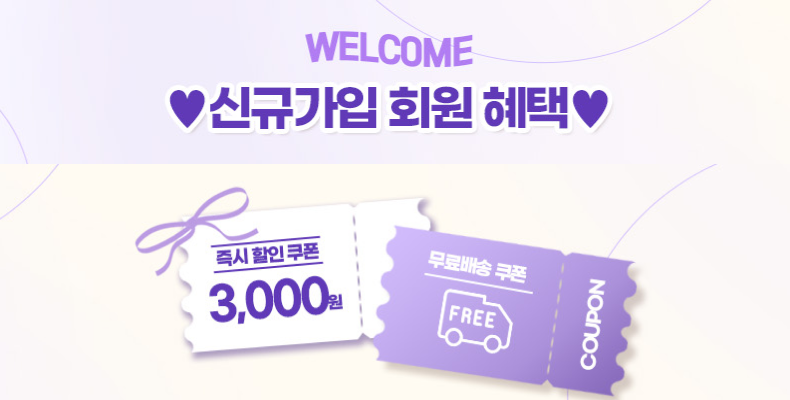 WELCOME
♥신규가입 회원 혜택♥
즉시 할인 쿠폰
3,000원
무료배송 쿠폰
FREE
COUPON